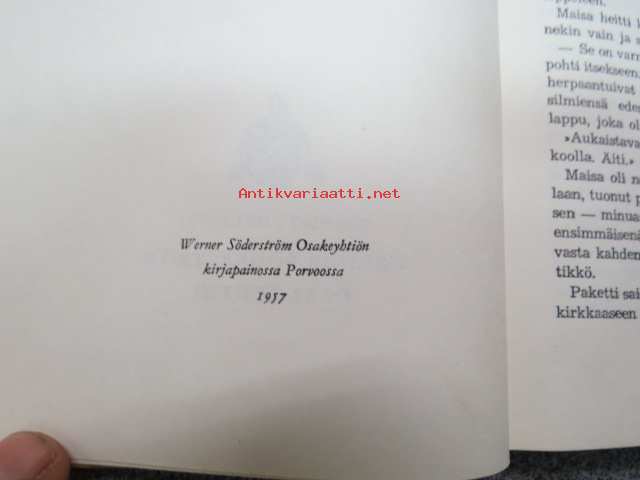 Antikvariaatti.net
Werner Söderström Osakeyhtiön
kirjapainossa Porvoossa
1957
Maisa heitti
nekin vain ja
— Se on varm
pohti itsekseen.
herpaantuivat
silmiensä ede
lappu, joka ol
»Aukaistava
koolla. Äiti.»
Maisa oli
laan, tuonut
sen — minua
ensimmäisenä
vasta kahden
tikkö.
Paketti sai
kirkkaaseen